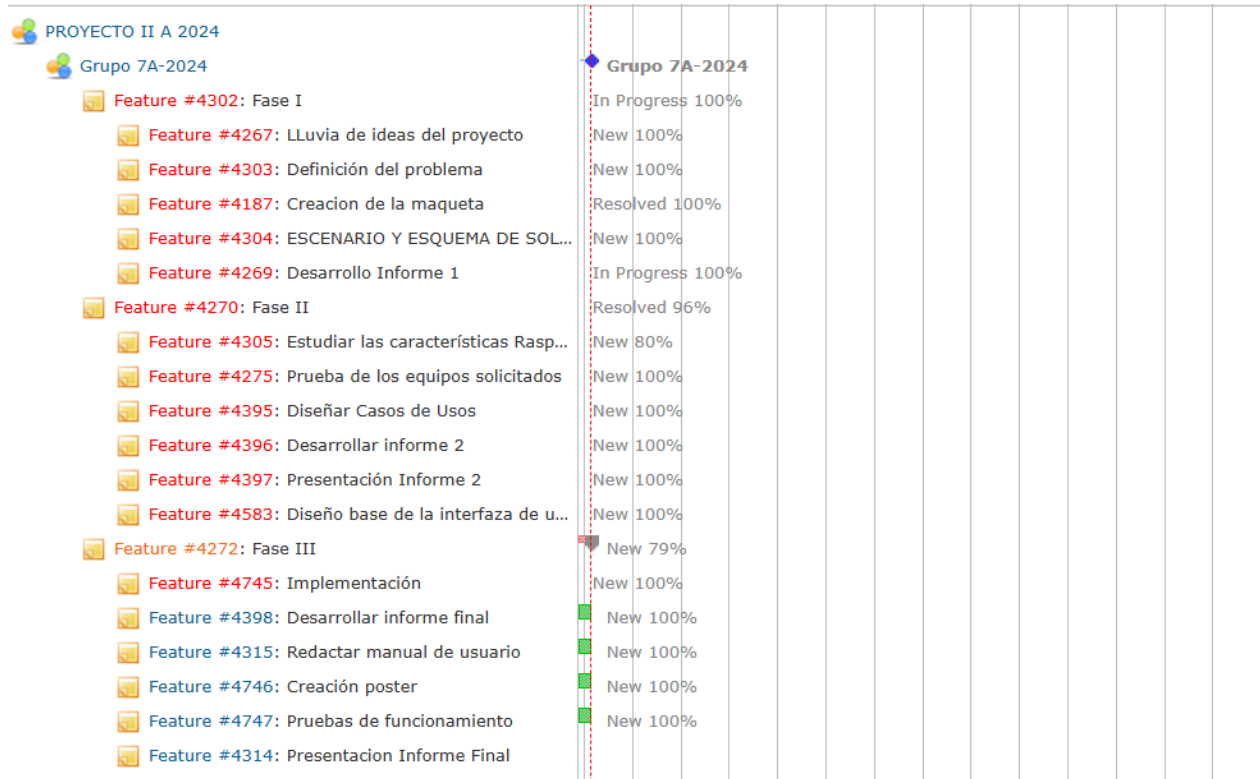 PROYECTO II A 2024
Grupo 7A-2024 Grupo 7A-2024
Feature #4302: Fase I In Progress 100%
Feature #4267: LLuvia de ideas del proyecto New 100%
Feature #4303: Definición del problema New 100%
Feature #4187: Creacion de la maqueta Resolved 100%
Feature #4304: ESCENARIO Y ESQUEMA DE SOL... New 100%
Feature #4269: Desarrollo Informe 1 In Progress 100%
Feature #4270: Fase II Resolved 96%
Feature #4305: Estudiar las características Rasp... New 80%
Feature #4275: Prueba de los equipos solicitados New 100%
Feature #4395: Diseñar Casos de Usos New 100%
Feature #4396: Desarrollar informe 2 New 100%
Feature #4397: Presentación Informe 2 New 100%
Feature #4583: Diseño base de la interfaza de u... New 100%
Feature #4272: Fase III New 79%
Feature #4745: Implementación New 100%
Feature #4398: Desarrollar informe final New 100%
Feature #4315: Redactar manual de usuario New 100%
Feature #4746: Creación poster New 100%
Feature #4747: Pruebas de funcionamiento New 100%
Feature #4314: Presentacion Informe Final